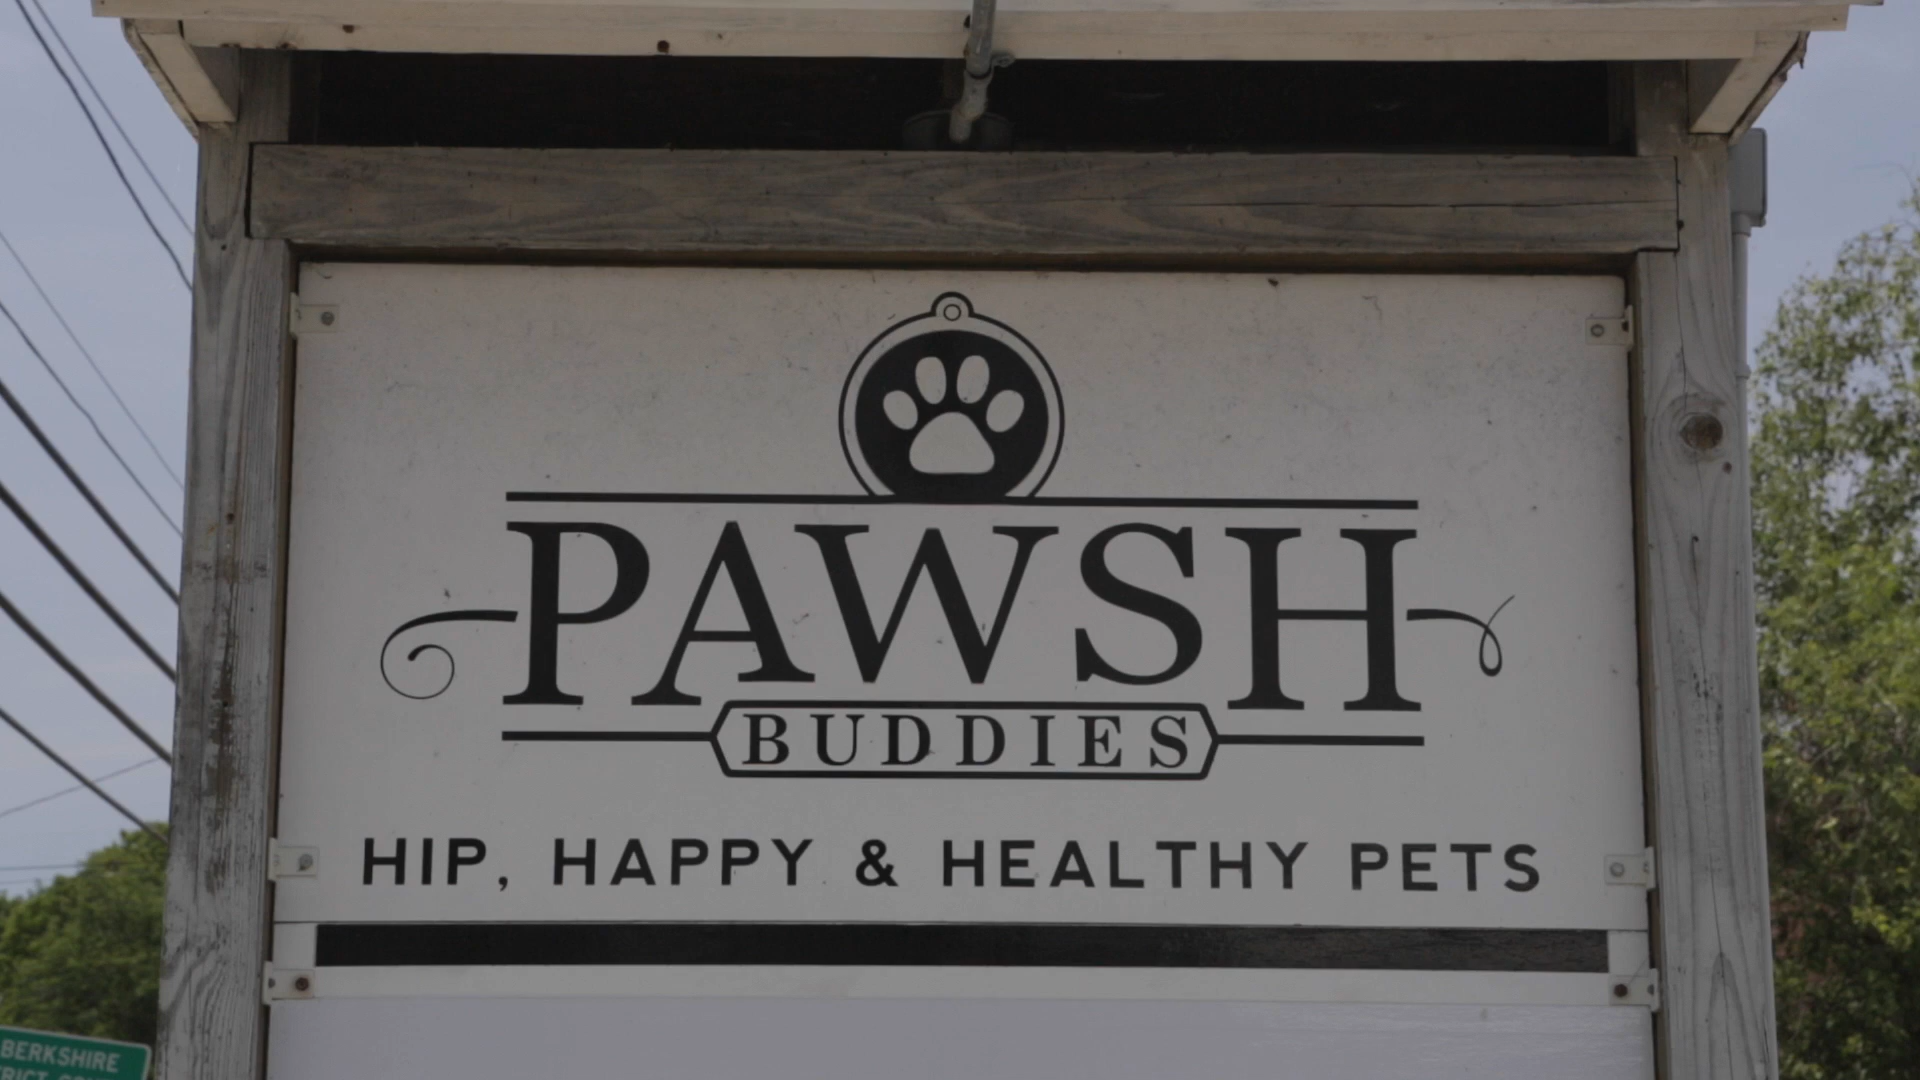 PAWSH
BUDDIES
HIP, HAPPY & HEALTHY PETS
BERKSHIRE